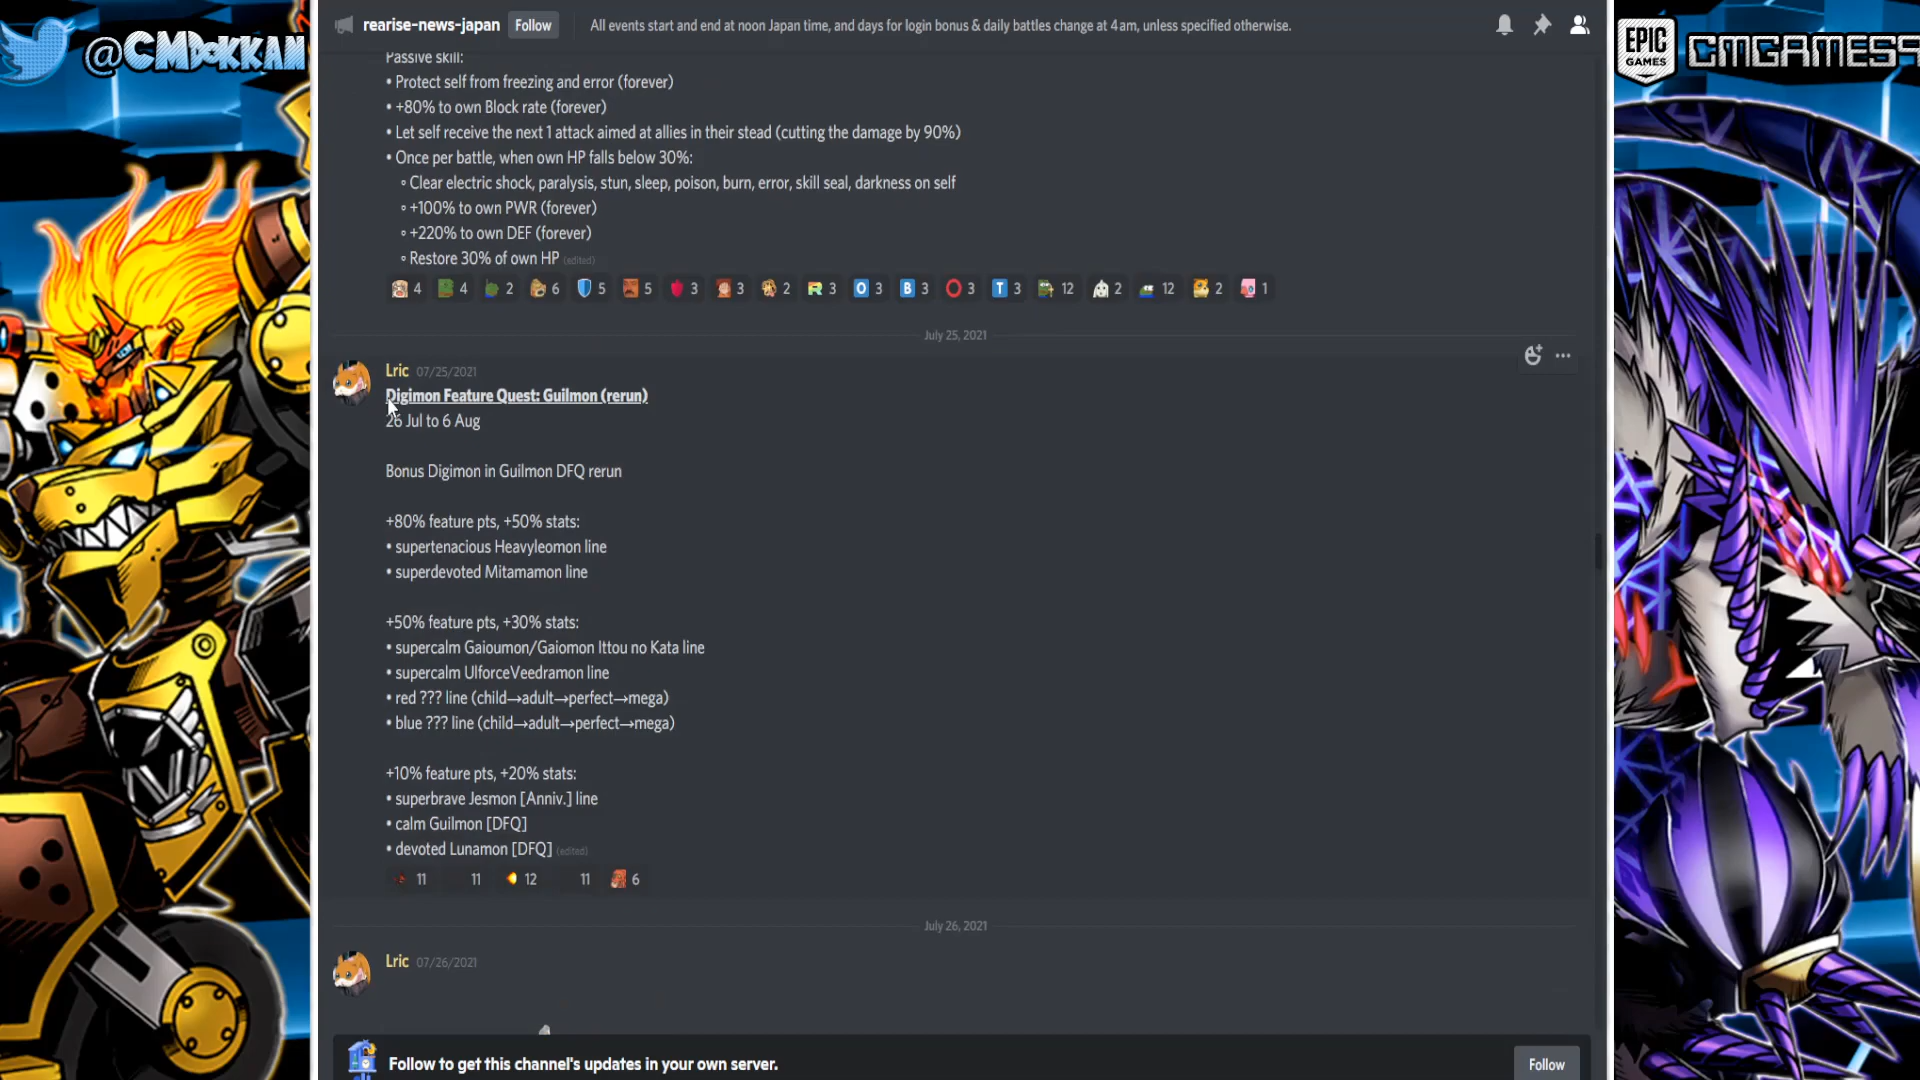 @CMDOKKAN
rearise-news-japan
Follow
All events start and end at noon Japan time, and days for login bonus & daily battles change at 4am, unless specified otherwise.
EPIC
GAMES
CMGAMES9
Passive skill:
• Protect self from freezing and error (forever)
• +80% to own Block rate (forever)
• Let self receive the next 1 attack aimed at allies in their stead (cutting the damage by 90%)
• Once per battle, when own HP falls below 30%:
◦ Clear electric shock, paralysis, stun, sleep, poison, burn, error, skill seal, darkness on self
◦ +100% to own PWR (forever)
◦ +220% to own DEF (forever)
◦ Restore 30% of own HP (edited)
4 4 2 6 5 5 3 3 2 R 3 O 3 B 3 3 T 3 12 2 12 2 1
July 25, 2021
Lric 07/25/2021
Digimon Feature Quest: Guilmon (rerun)
26 Jul to 6 Aug
Bonus Digimon in Guilmon DFQ rerun
+80% feature pts, +50% stats:
• supertenacious Heavyleomon line
• superdevoted Mitamamon line
+50% feature pts, +30% stats:
• supercalm Gaioumon/Gaiomon Ittou no Kata line
• supercalm UlforceVeedramon line
• red ??? line (child→adult→perfect→mega)
• blue ??? line (child→adult→perfect→mega)
+10% feature pts, +20% stats:
• superbrave Jesmon [Anniv.] line
• calm Guilmon [DFQ]
• devoted Lunamon [DFQ] (edited)
11 11 12 11 6
July 26, 2021
Lric 07/26/2021
Follow to get this channel's updates in your own server.
Follow